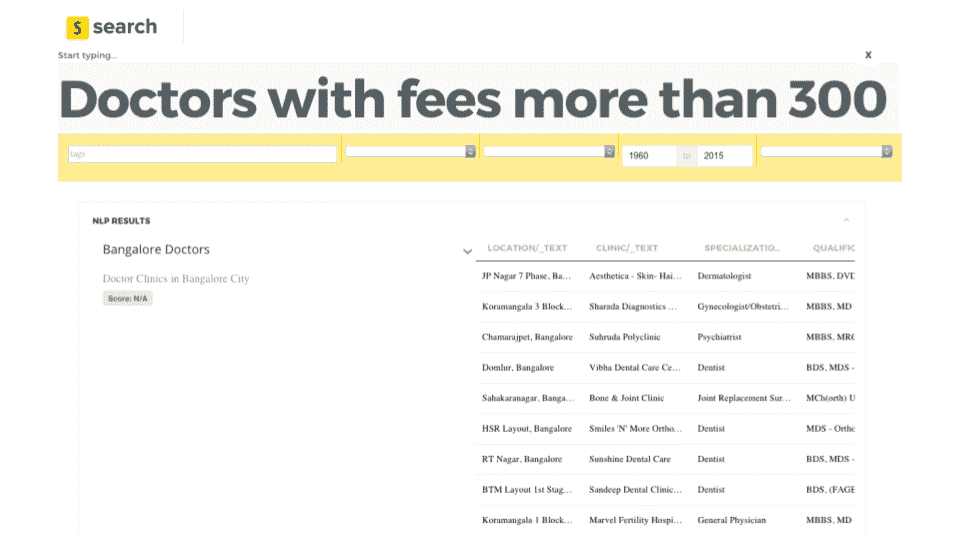 $ search
Start typing...
X
Doctors with fees more than 300
tags
1960 to 2015
NLP RESULTS
Bangalore Doctors
Doctor Clinics in Bangalore City
Score: N/A
LOCATION/_TEXT CLINIC/_TEXT SPECIALIZATIO... QUALIFIC
JP Nagar 7 Phase, Ba... Aesthetica - Skin- Hai... Dermatologist MBBS, DVD
Koramangala 3 Block... Sharada Diagnostics ... Gynecologist/Obstetri... MBBS, MD
Chamarajpet, Bangalore Suhruda Polyclinic Psychiatrist MBBS, MRC
Domlur, Bangalore Vibha Dental Care Ce... Dentist BDS, MDS -
Sahakaranagar, Banga... Bone & Joint Clinic Joint Replacement Sur... MCh(orth) U
HSR Layout, Bangalore Smiles 'N' More Ortho... Dentist MDS - Ortho
RT Nagar, Bangalore Sunshine Dental Care Dentist BDS, MDS -
BTM Layout 1st Stag... Sandeep Dental Clinic... Dentist BDS, (FAGE
Koramangala 1 Block... Marvel Fertility Hospi... General Physician MBBS, MD